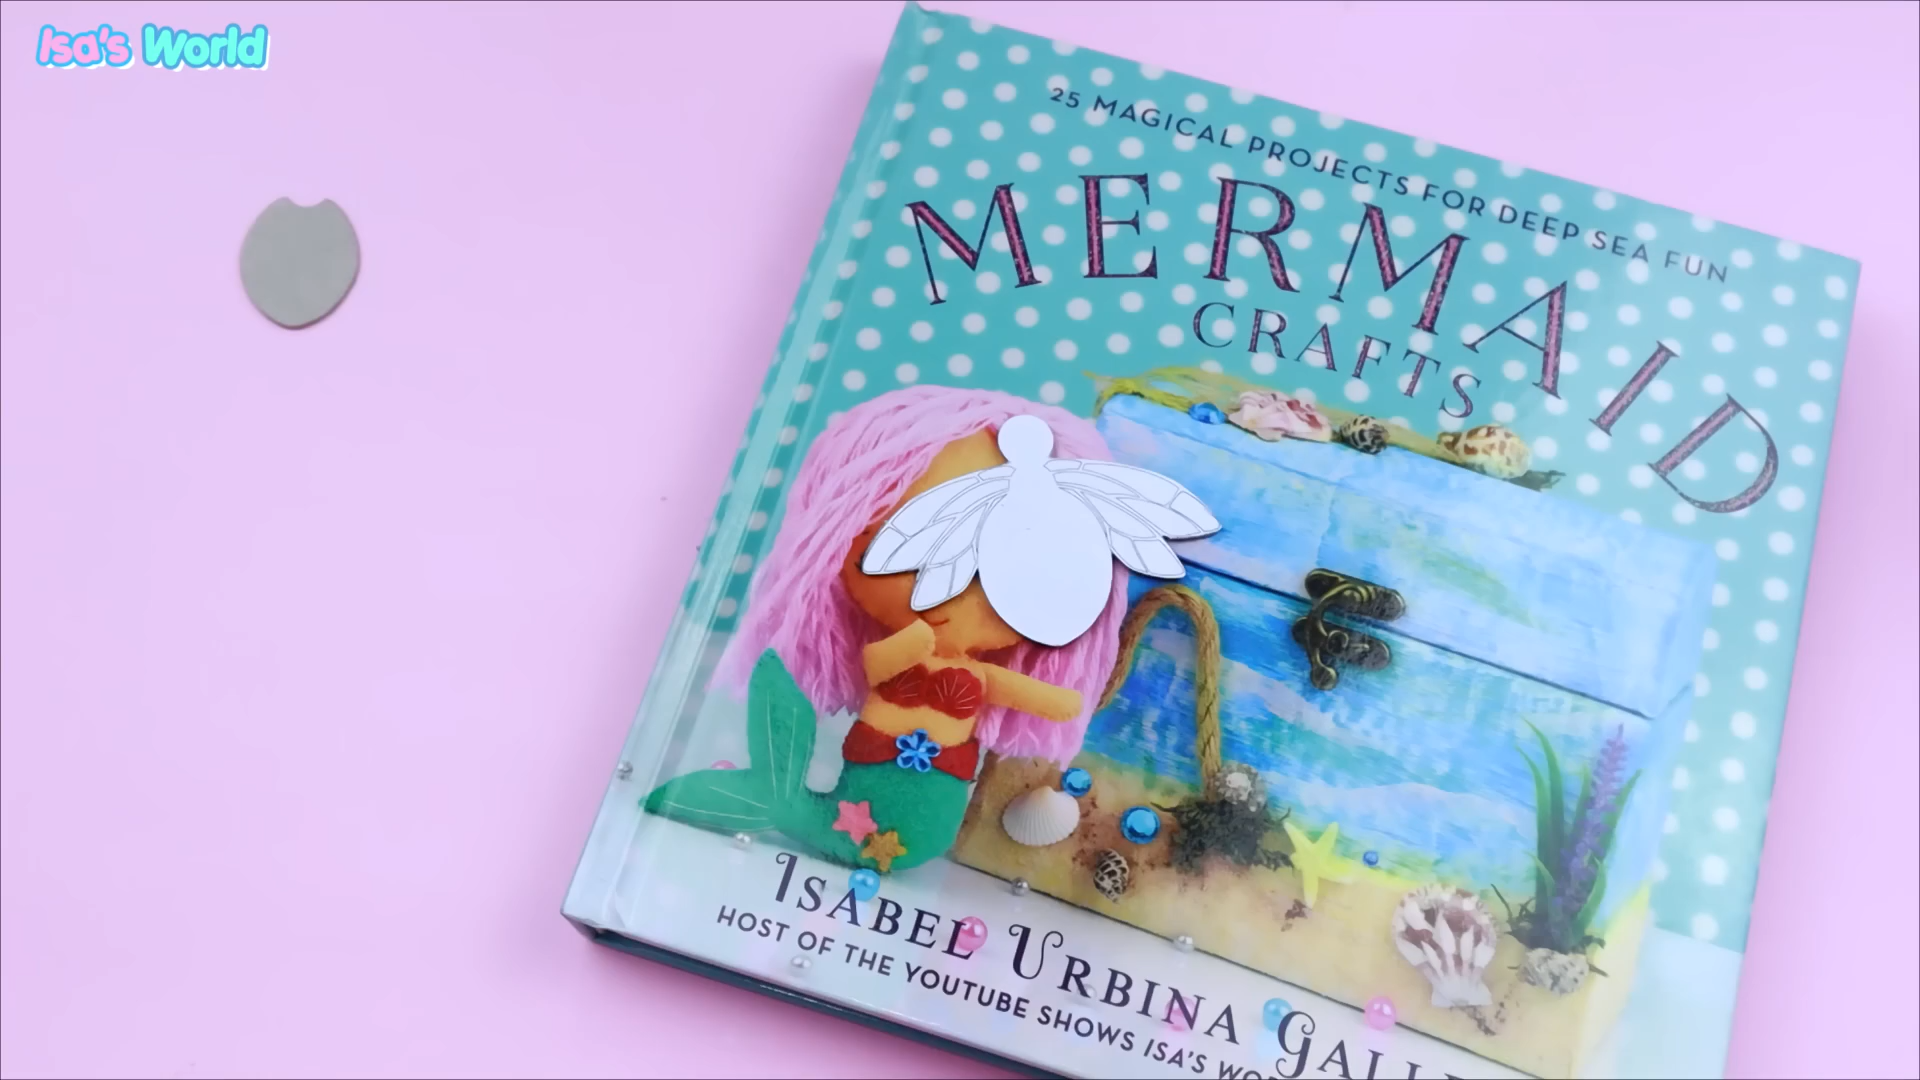 Isa's World
25 MAGICAL PROJECTS FOR DEEP SEA FUN
MERMAID
CRAFTS
ISABEL URBINA
HOST OF THE YOUTUBE SHOWS ISA'S